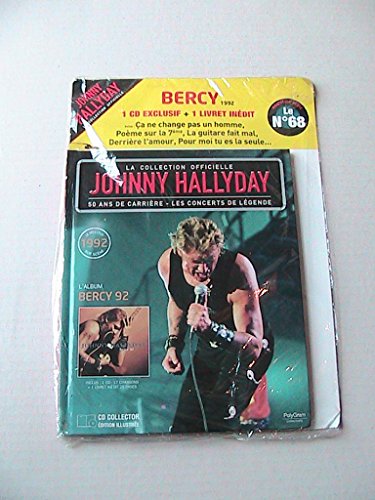 JOHNNY
HALLYDAY
BERCY 1992
1 CD EXCLUSIF + 1 LIVRET INÉDIT
.... Ça ne change pas un homme,
Poème sur la 7ème, La guitare fait mal,
Derrière l'amour, Pour moi tu es la seule...
Le
N°68
LA COLLECTION OFFICIELLE
JOHNNY HALLYDAY
50 ANS DE CARRIÈRE - LES CONCERTS DE LÉGENDE
1992
L'ALBUM
BERCY 92
CD COLLECTOR
ÉDITION ILLUSTRÉE
PolyGram